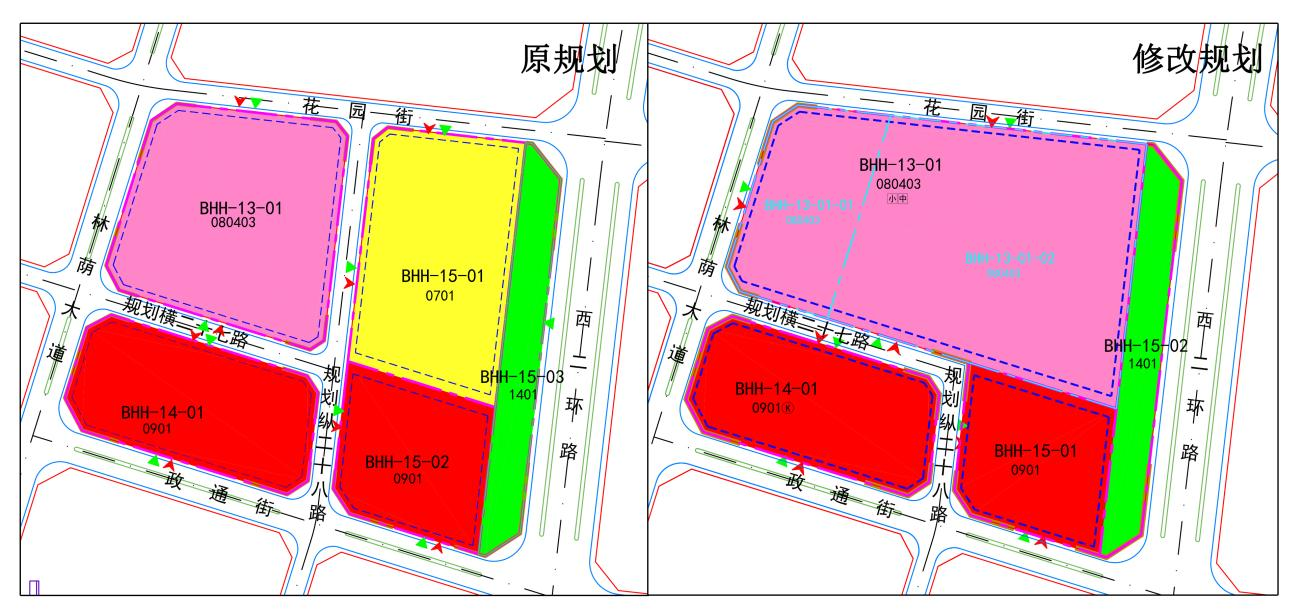 原规划
花园街
BHH-13-01
080403
BHH-15-01
0701
林荫大道
规划横二十七路
西二环路
BHH-15-03
1401
BHH-14-01
0901
规划纵二十八路
BHH-15-02
0901
政通街
修改规划
花园街
BHH-13-01
080403
小中
BHH-13-01-01
080403
BHH-13-01-02
080403
林荫大道
规划横二十七路
西二环路
BHH-15-02
1401
BHH-14-01
0901Ⓚ
规划纵二十八路
BHH-15-01
0901
政通街